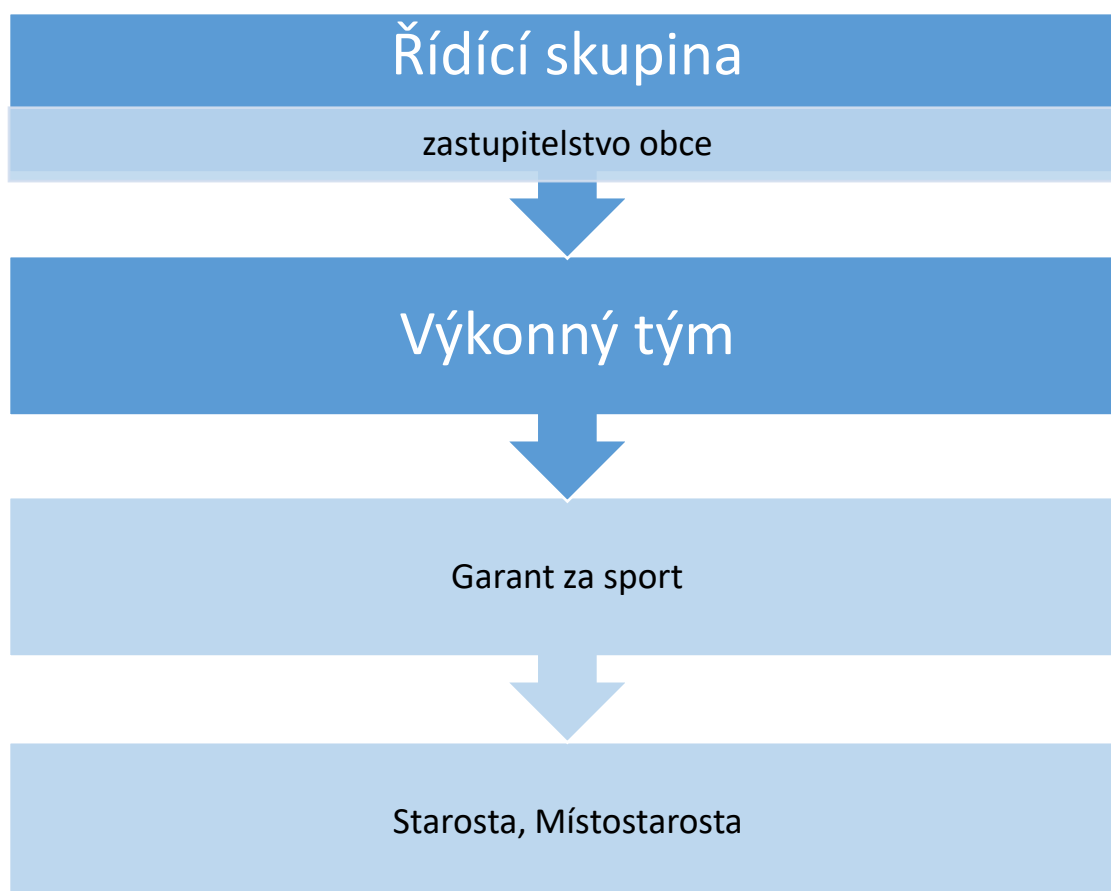 Řídící skupina
zastupitelstvo obce
Výkonný tým
Garant za sport
Starosta, Místostarosta